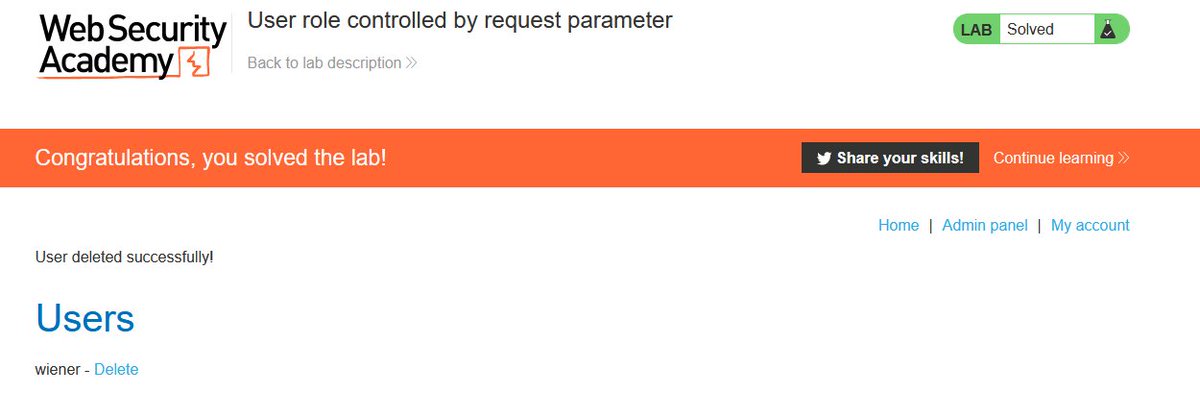 Web Security
Academy
User role controlled by request parameter
Back to lab description >>
LAB Solved
Congratulations, you solved the lab!
Share your skills!
Continue learning >>
Home | Admin panel | My account
User deleted successfully!
Users
wiener - Delete